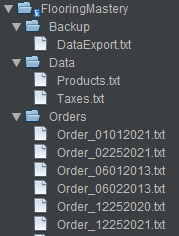 FlooringMastery
Backup
DataExport.txt
Data
Products.txt
Taxes.txt
Orders
Order_01012021.txt
Order_02252021.txt
Order_06012013.txt
Order_06022013.txt
Order_12252020.txt
Order_12252021.txt